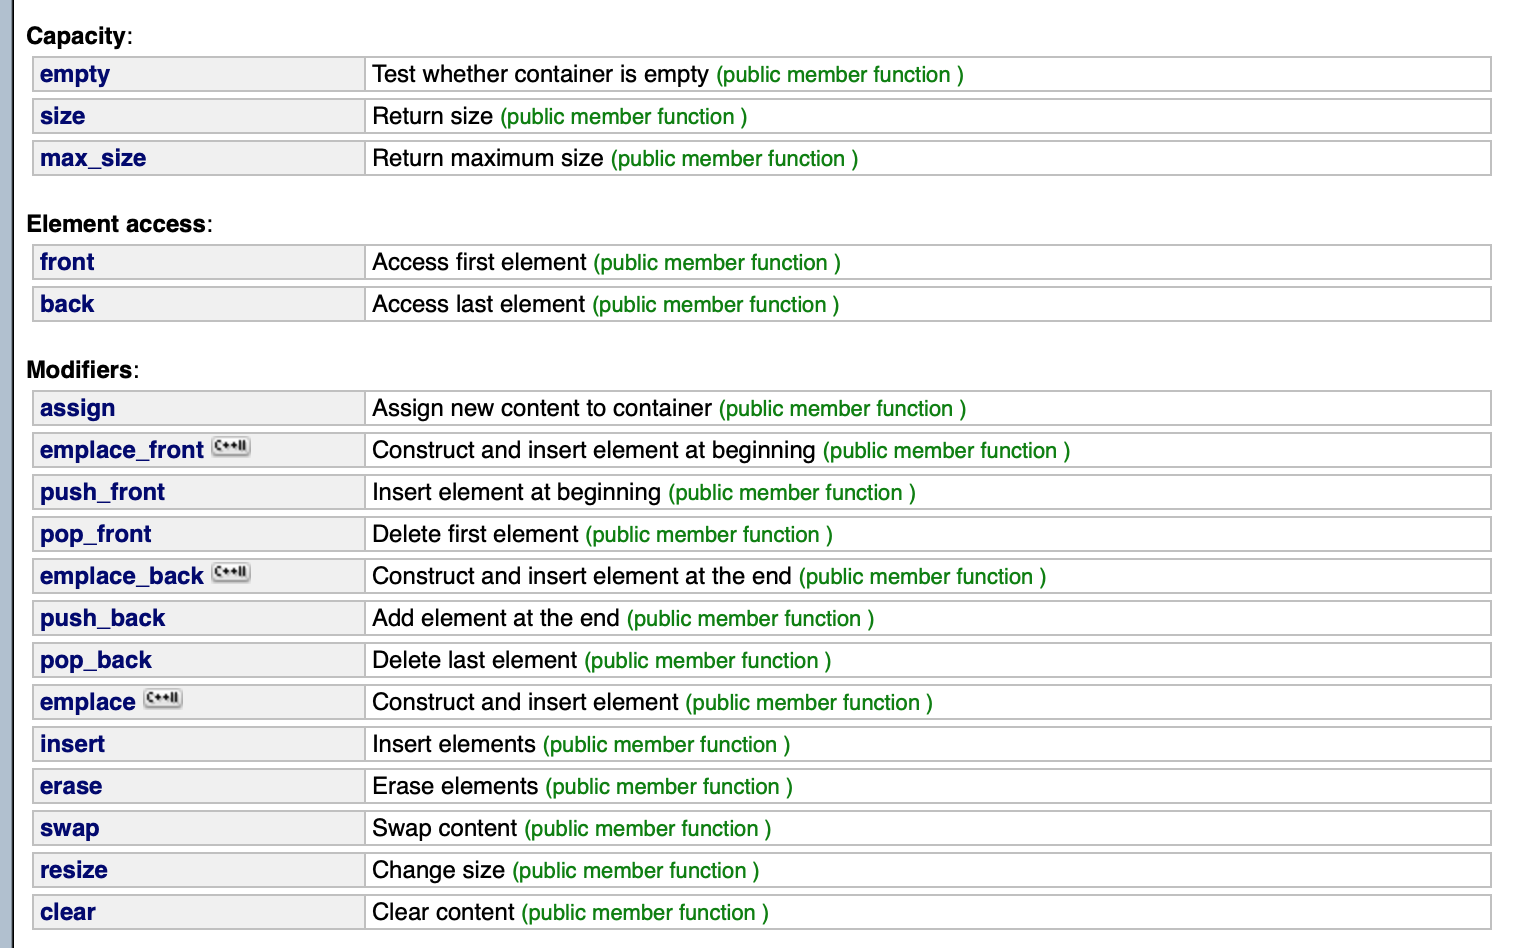 Capacity:
empty Test whether container is empty (public member function )
size Return size (public member function )
max_size Return maximum size (public member function )
Element access:
front Access first element (public member function )
back Access last element (public member function )
Modifiers:
assign Assign new content to container (public member function )
emplace_front C++11 Construct and insert element at beginning (public member function )
push_front Insert element at beginning (public member function )
pop_front Delete first element (public member function )
emplace_back C++11 Construct and insert element at the end (public member function )
push_back Add element at the end (public member function )
pop_back Delete last element (public member function )
emplace C++11 Construct and insert element (public member function )
insert Insert elements (public member function )
erase Erase elements (public member function )
swap Swap content (public member function )
resize Change size (public member function )
clear Clear content (public member function )